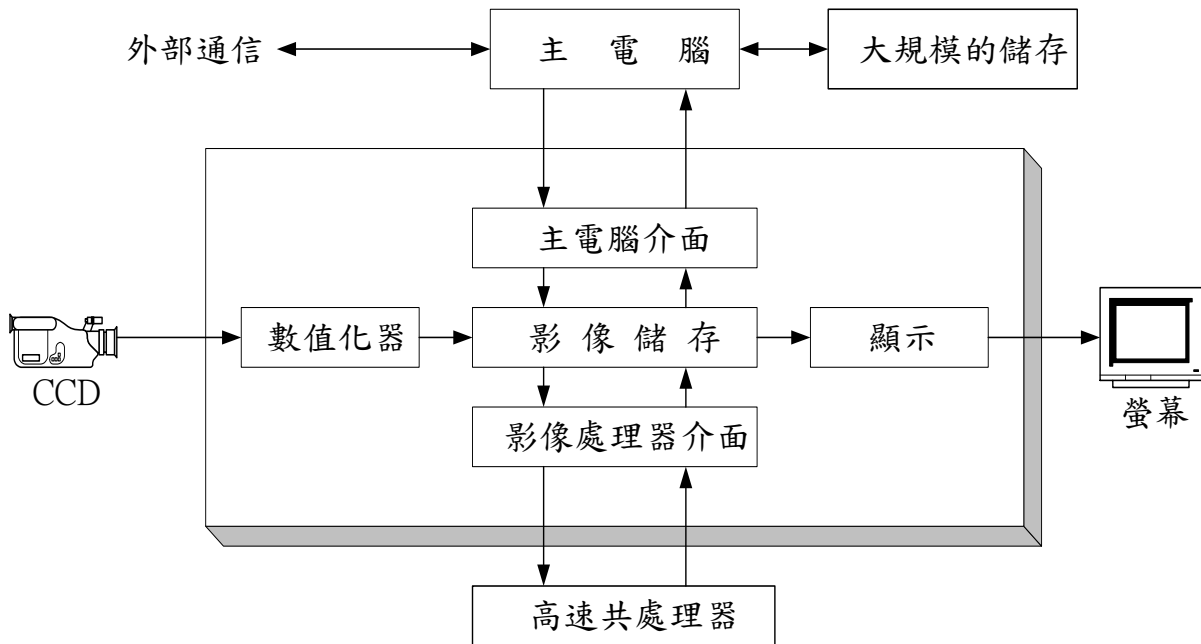 外部通信
主 電 腦
大規模的儲存
主電腦介面
數值化器
影 像 儲 存
顯示
CCD
影像處理器介面
螢幕
高速共處理器